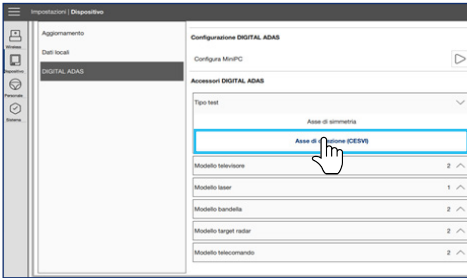 Impostazioni | Dispositivo
Wireless
Dispositivo
Personale
Sistema
Aggiornamento
Dati locali
DIGITAL ADAS
Configurazione DIGITAL ADAS
Configura MiniPC
Accessori DIGITAL ADAS
Tipo test
Asse di simmetria
Asse di (CESVI)
Modello televisore 2
Modello laser 1
Modello bandella 2
Modello target radar 2
Modello telecomando 2